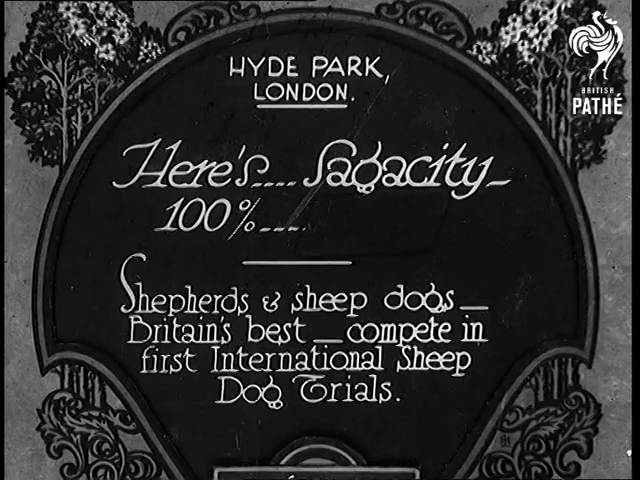 HYDE PARK,
LONDON.
Here's.... Sagacity_
100%....
Shepherds & sheep dogs _
Britain's best _ compete in
first International Sheep
Dog Trials.
BRITISH
PATHÉ